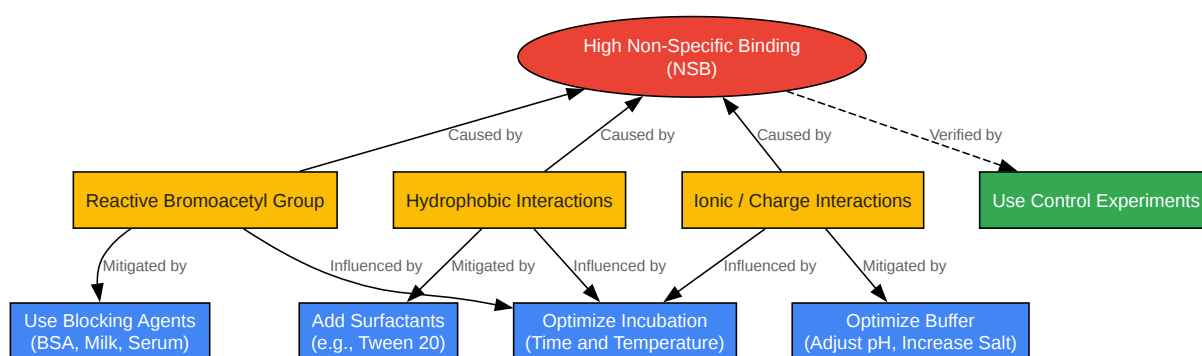 High Non-Specific Binding
(NSB)
Caused by
Caused by
Caused by
Verified by
Reactive Bromoacetyl Group
Hydrophobic Interactions
Ionic / Charge Interactions
Use Control Experiments
Mitigated by
Influenced by
Mitigated by
Influenced by
Influenced by
Mitigated by
Use Blocking Agents
(BSA, Milk, Serum)
Add Surfactants
(e.g., Tween 20)
Optimize Incubation
(Time and Temperature)
Optimize Buffer
(Adjust pH, Increase Salt)